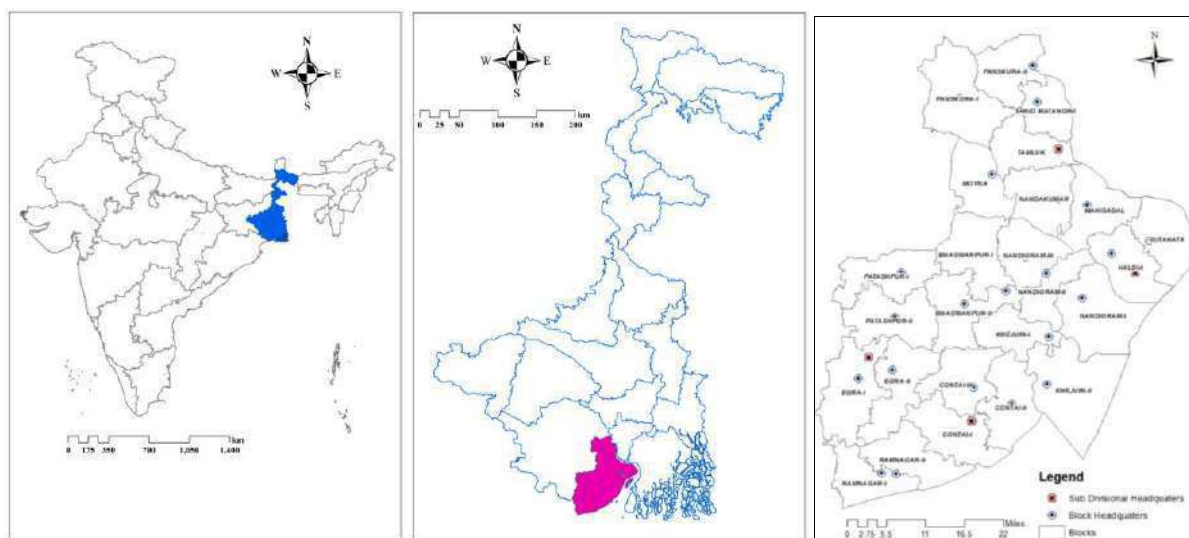 N
W E
S
km
0 175 350 700 1,050 1,400
N
W E
S
km
0 25 50 100 150 200
N
PANSKURA-II
PANSKURA-I
TAMLUK
MOYNA
NANDAKUMAR
MAHISADAL
SUTAHATA
HALDIA
BHAGWANPUR-I
NANDIGRAM-III
PATASHPUR-I
NANDIGRAM-II
BHAGWANPUR-II
NANDIGRAM-I
PATASHPUR-II
KHEJURI-I
EGRA-II
EGRA-I
CONTAI-III
KHEJURI-II
CONTAI-II
CONTAI-I
RAMNAGAR-II
RAMNAGAR-I
Legend
Sub Divisional Headquaters
Block Headquaters
Blocks
Miles
0 2.75 5.5 11 16.5 22